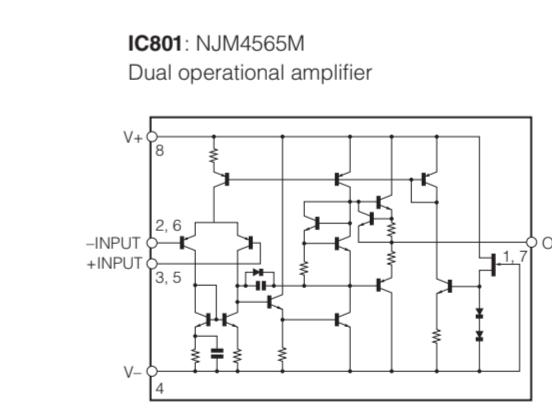 IC801: NJM4565M
Dual operational amplifier
V+
8
2, 6
–INPUT
+INPUT
1, 7
3, 5
V–
4